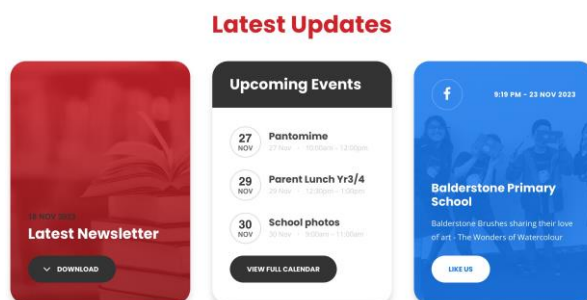 Latest Updates
Latest Newsletter
DOWNLOAD
Upcoming Events
27
NOV
Pantomime
27 Nov - 10:00am - 12:00pm
29
NOV
Parent Lunch Yr3/4
29 Nov - 12:30pm - 1:00pm
30
NOV
School photos
30 Nov - 9:00am - 11:00am
VIEW FULL CALENDAR
f
9:19 PM - 23 NOV 2023
Balderstone Primary
School
Balderstone Brushes sharing their love
of art - The Wonders of Watercolour
LIKE US